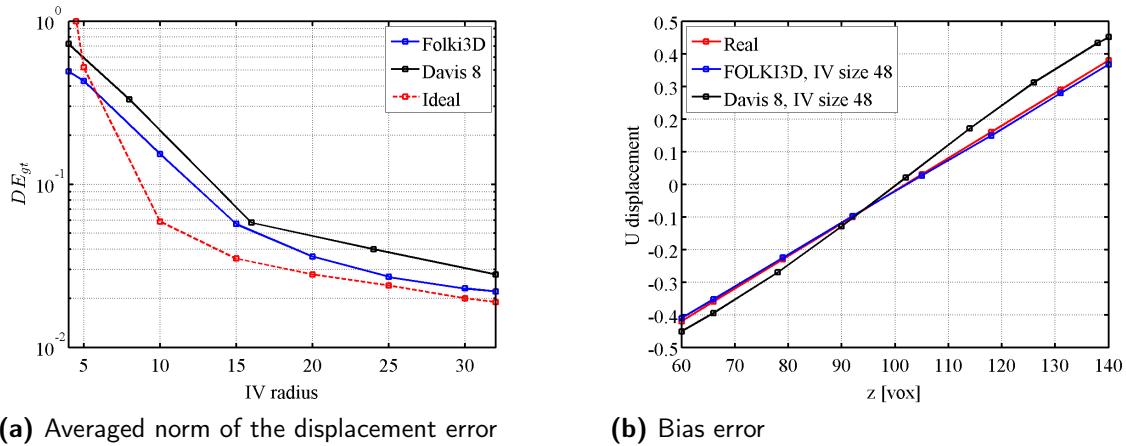 10^0
10^-1
10^-2
DE_gt
5 10 15 20 25 30
IV radius
Folki3D
Davis 8
Ideal
(a) Averaged norm of the displacement error
0.5
0.4
0.3
0.2
0.1
0
-0.1
-0.2
-0.3
-0.4
-0.5
U displacement
60 70 80 90 100 110 120 130 140
z [vox]
Real
FOLKI3D, IV size 48
Davis 8, IV size 48
(b) Bias error